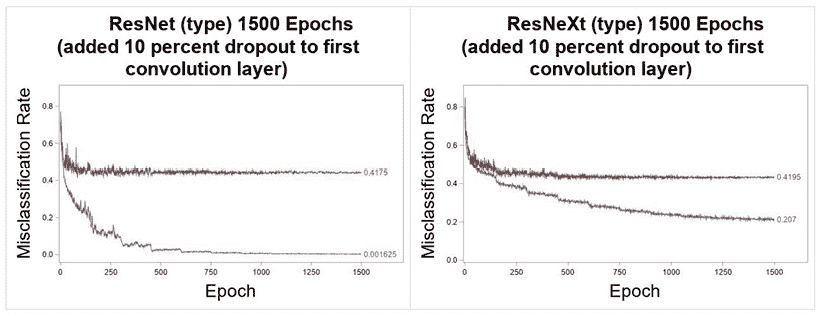 ResNet (type) 1500 Epochs
(added 10 percent dropout to first
convolution layer)
Misclassification Rate
0.8
0.6
0.4
0.2
0.0
0.4175
0.001625
0
250
500
750
1000
1250
1500
Epoch
ResNeXt (type) 1500 Epochs
(added 10 percent dropout to first
convolution layer)
Misclassification Rate
0.8
0.6
0.4
0.2
0.0
0.4195
0.207
0
250
500
750
1000
1250
1500
Epoch